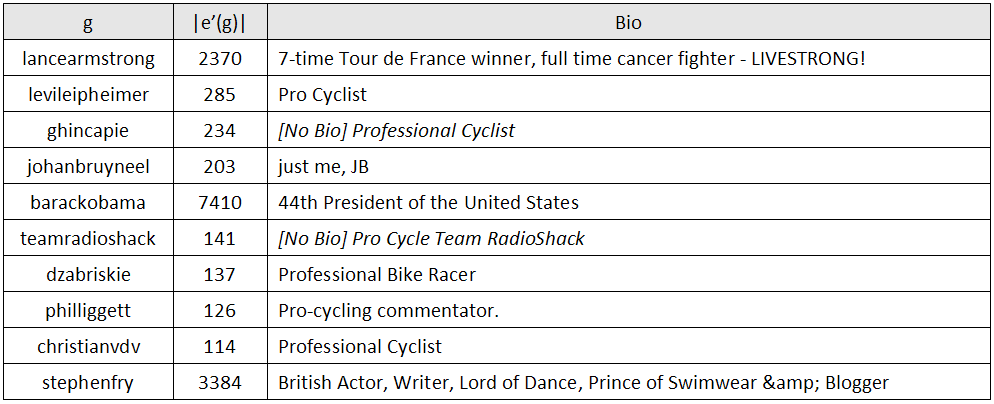 g |e’(g)| Bio
lancearmstrong 2370 7-time Tour de France winner, full time cancer fighter - LIVESTRONG!
levileipheimer 285 Pro Cyclist
ghincapie 234 [No Bio] Professional Cyclist
johanbruyneel 203 just me, JB
barackobama 7410 44th President of the United States
teamradioshack 141 [No Bio] Pro Cycle Team RadioShack
dzabriskie 137 Professional Bike Racer
philliggett 126 Pro-cycling commentator.
christianvdv 114 Professional Cyclist
stephenfry 3384 British Actor, Writer, Lord of Dance, Prince of Swimwear &amp; Blogger